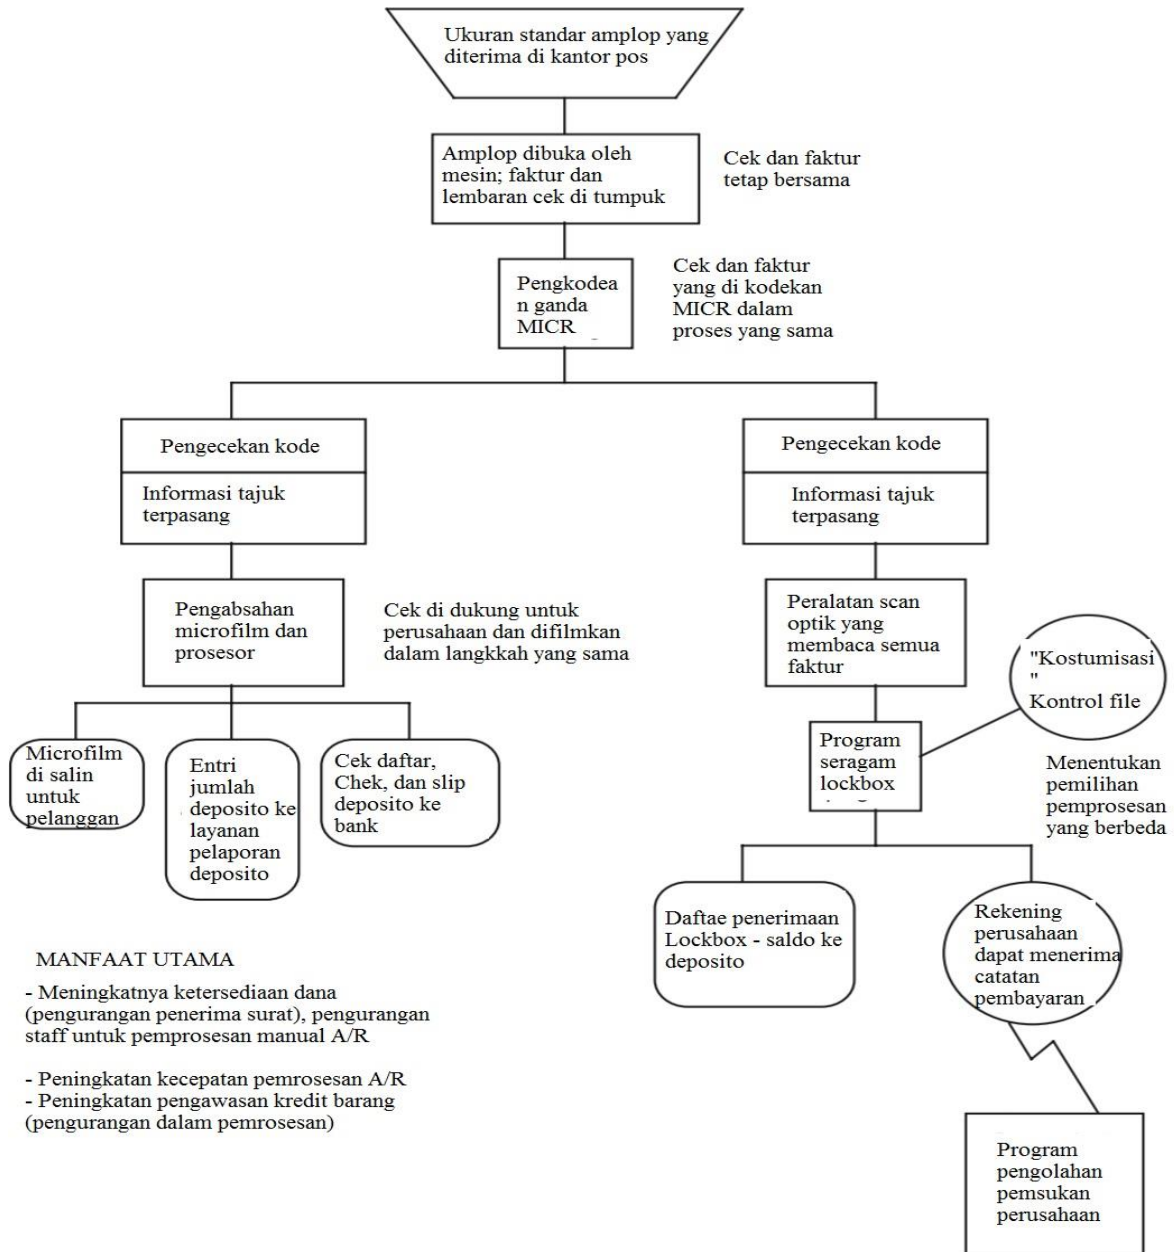 Ukuran standar amplop yang
diterima di kantor pos
Amplop dibuka oleh
mesin; faktur dan
lembaran cek di tumpuk
Cek dan faktur
tetap bersama
Pengkodea
n ganda
MICR
Cek dan faktur
yang di kodekan
MICR dalam
proses yang sama
Pengecekan kode
Informasi tajuk
terpasang
Pengecekan kode
Informasi tajuk
terpasang
Pengabsahan
microfilm dan
prosesor
Cek di dukung untuk
perusahaan dan difilmkan
dalam langkkah yang sama
Peralatan scan
optik yang
membaca semua
faktur
"Kostumisasi
"
Kontrol file
Microfilm
di salin
untuk
pelanggan
Entri
jumlah
deposito ke
layanan
pelaporan
deposito
Cek daftar,
Chek, dan slip
deposito ke
bank
Program
seragam
lockbox
Menentukan
pemilihan
pemprosesan
yang berbeda
Daftae penerimaan
Lockbox - saldo ke
deposito
Rekening
perusahaan
dapat menerima
catatan
pembayaran
MANFAAT UTAMA
- Meningkatnya ketersediaan dana
(pengurangan penerima surat), pengurangan
staff untuk pemprosesan manual A/R
- Peningkatan kecepatan pemrosesan A/R
- Peningkatan pengawasan kredit barang
(pengurangan dalam pemrosesan)
Program
pengolahan
pemsukan
perusahaan